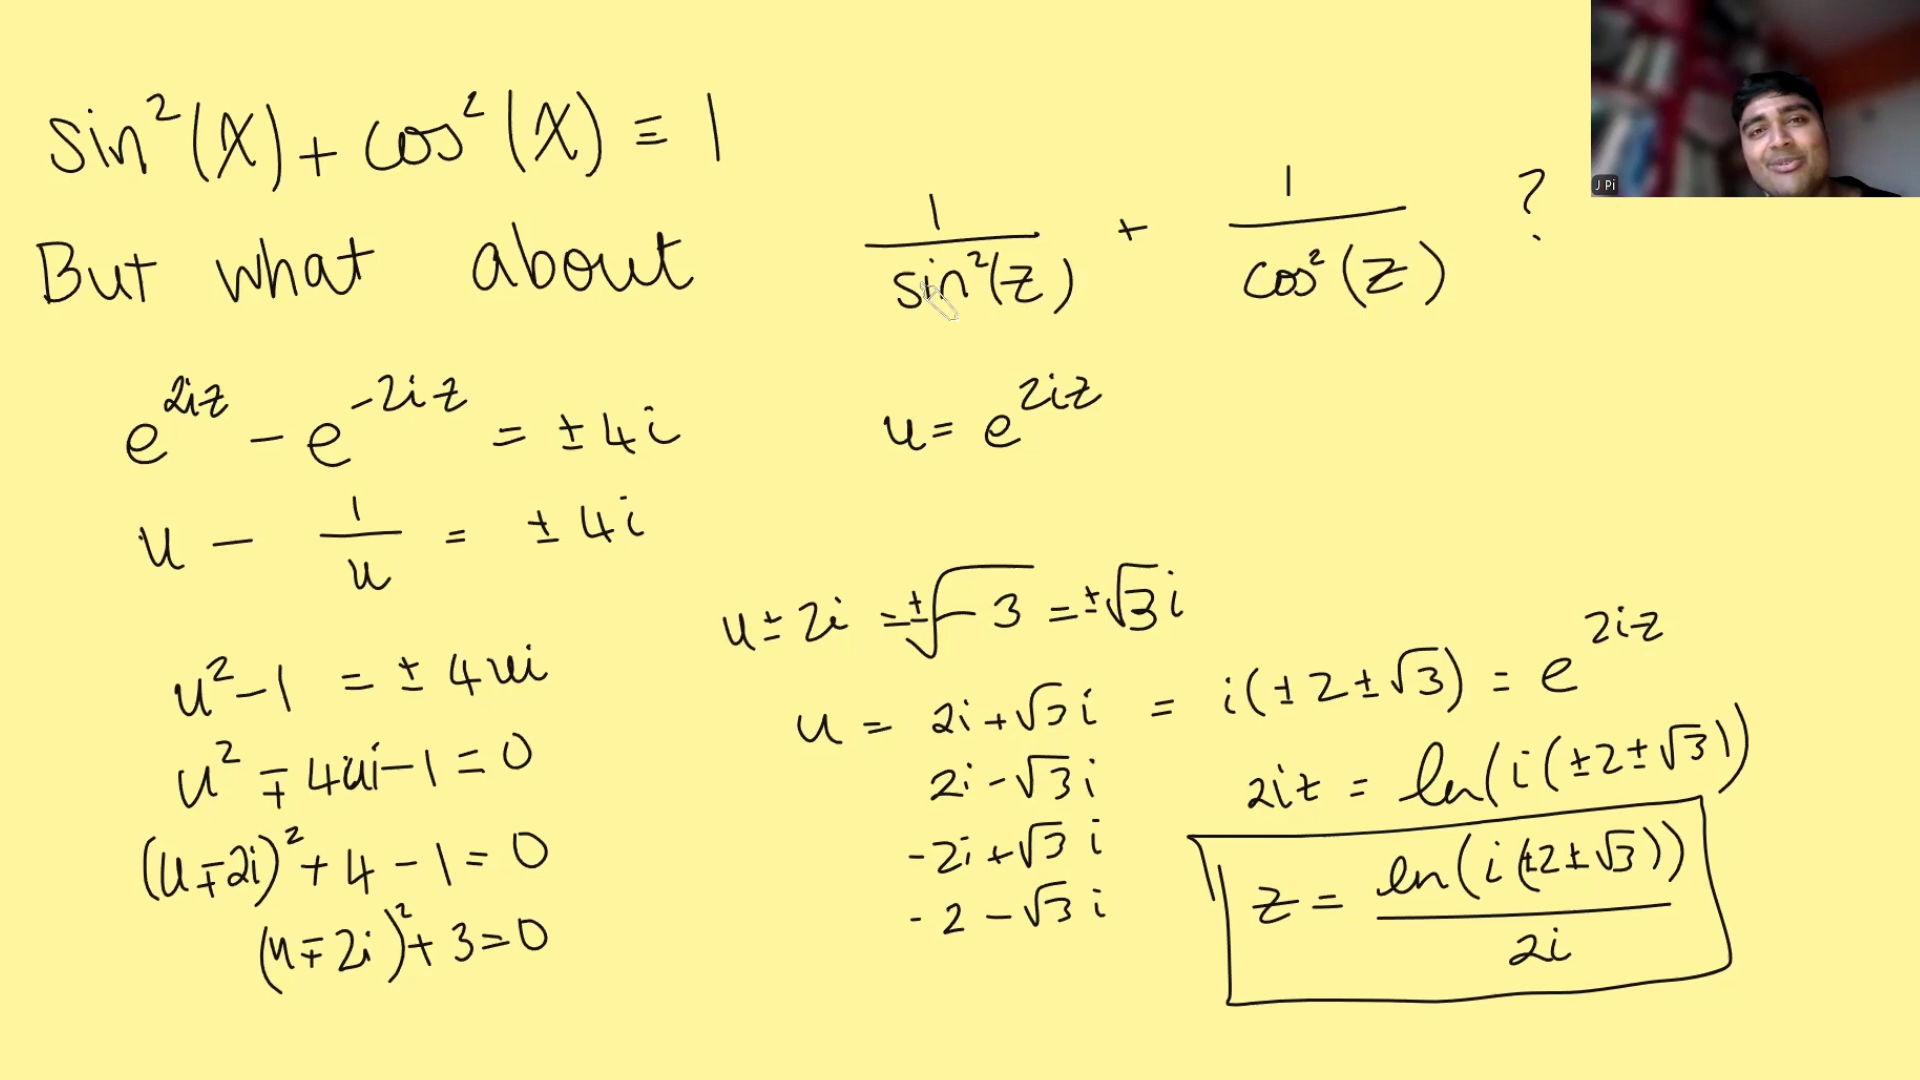 sin²(x) + cos²(x) ≡ 1
But what about 1/sin²(z) + 1/cos²(z) ?
J Pi
e^{2iz} - e^{-2iz} = ±4i
u = e^{2iz}
u - 1/u = ±4i
u² - 1 = ±4ui
u² ∓ 4ui - 1 = 0
(u ∓ 2i)² + 4 - 1 = 0
(u ∓ 2i)² + 3 = 0
u ± 2i = ±√-3 = ±√3 i
u = 2i + √3 i = i(±2 ± √3) = e^{2iz}
2i - √3 i
-2i + √3 i
-2 - √3 i
2iz = ln(i(±2 ± √3))
z = ln(i(±2 ± √3))/2i